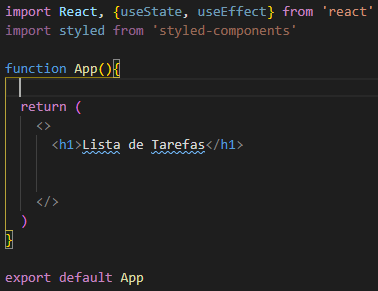 import React, {useState, useEffect} from 'react'
import styled from 'styled-components'
function App(){
return (
<>
<h1>Lista de Tarefas</h1>
</>
)
}
export default App